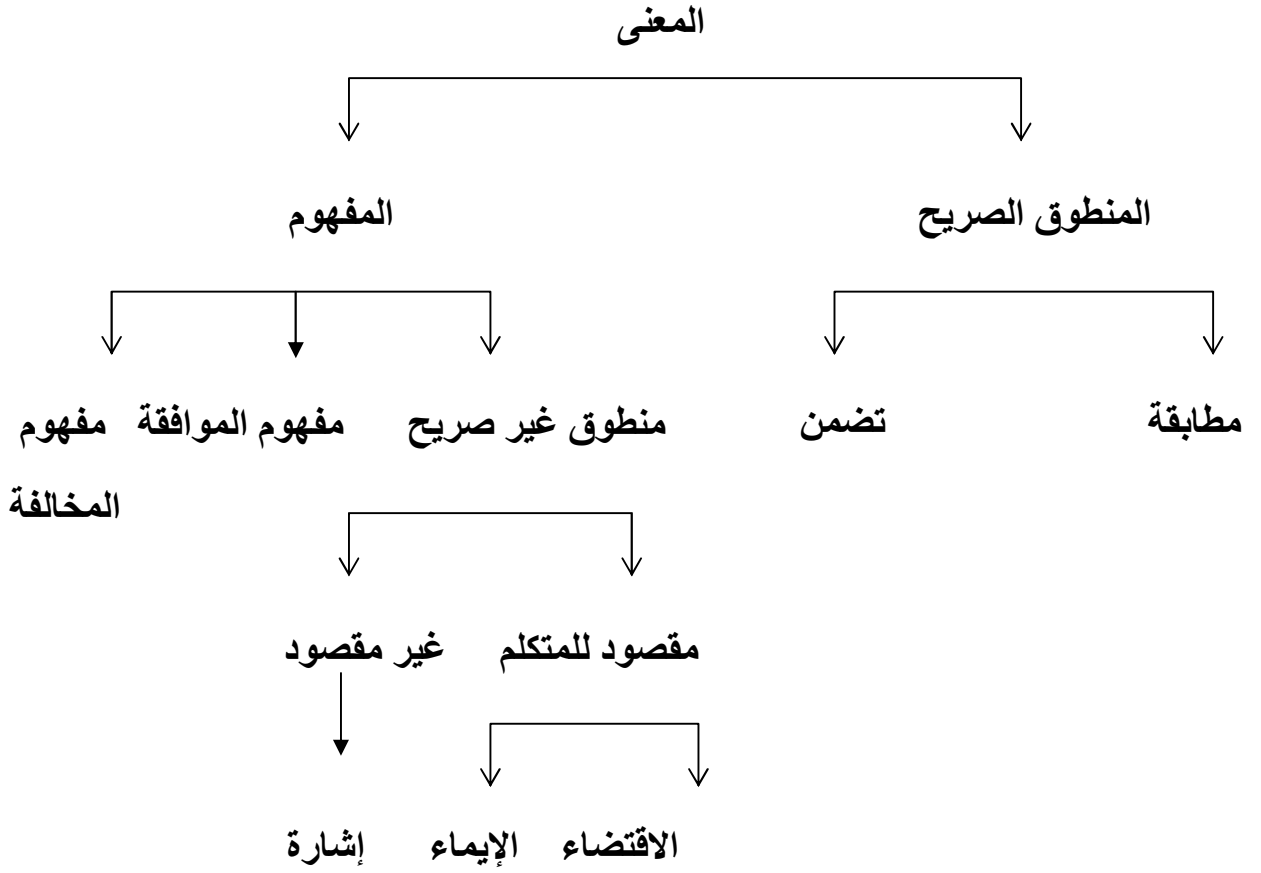 المعنى
المنطوق الصريح المفهوم
مطابقة تضمن منطوق غير صريح مفهوم الموافقة مفهوم
المخالفة
مقصود للمتكلم غير مقصود
الاقتضاء الإيماء إشارة